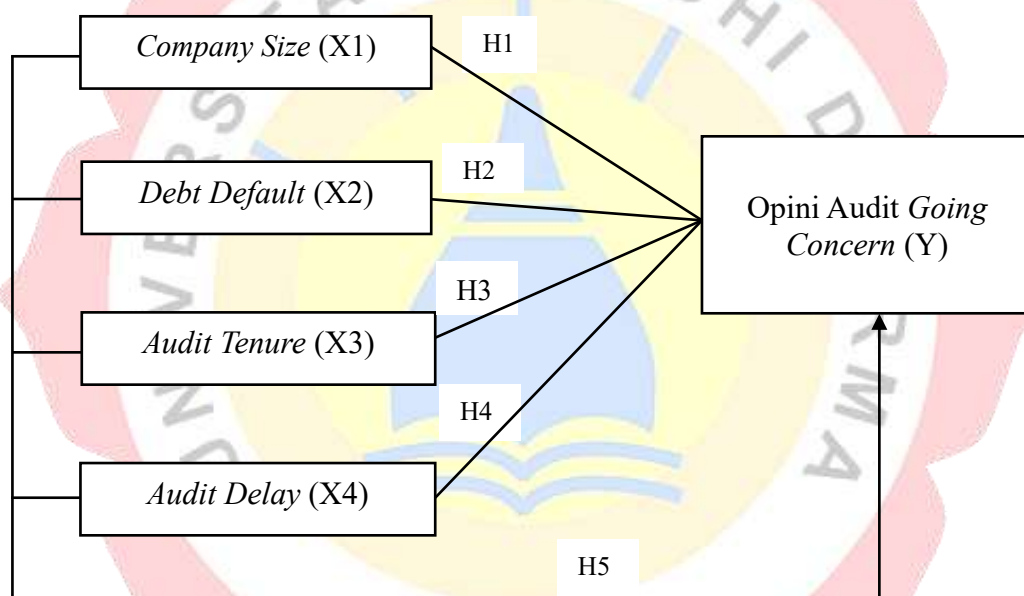 Company Size (X1)
H1
Debt Default (X2)
H2
Opini Audit Going
Concern (Y)
Audit Tenure (X3)
H3
Audit Delay (X4)
H4
H5